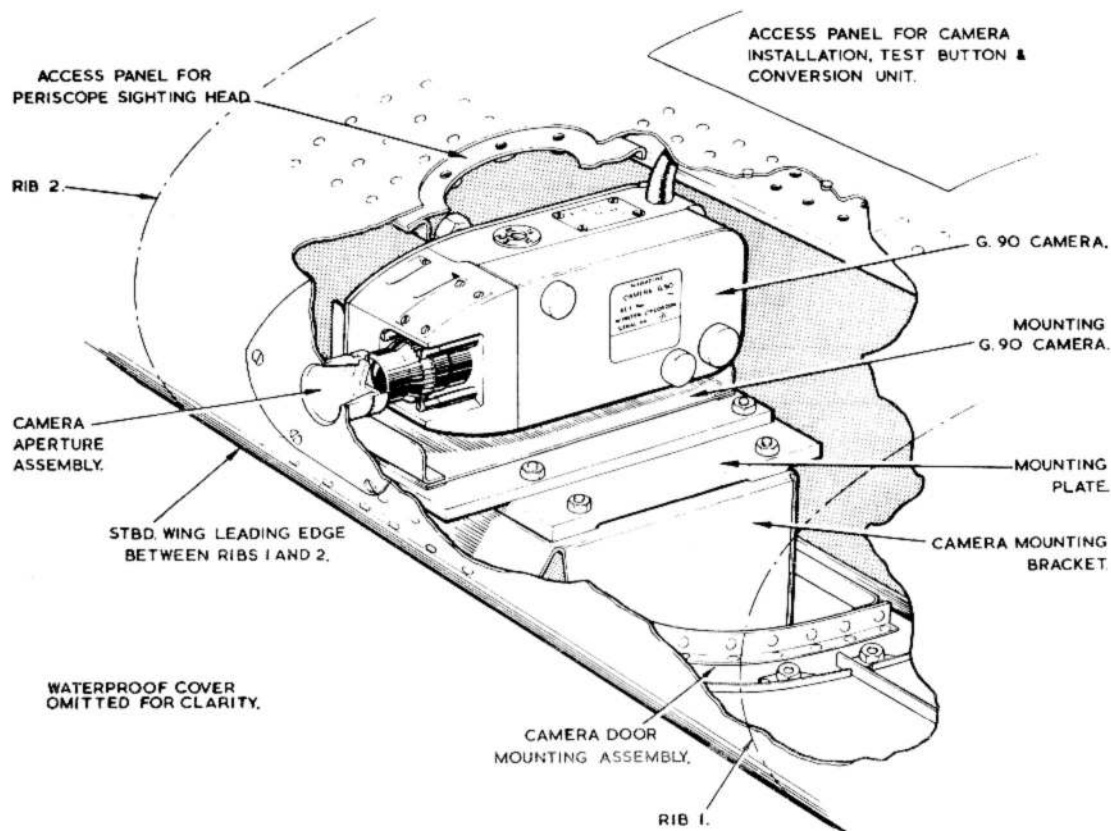 ACCESS PANEL FOR CAMERA
INSTALLATION, TEST BUTTON &
CONVERSION UNIT.
ACCESS PANEL FOR
PERISCOPE SIGHTING HEAD
RIB 2.
G.90 CAMERA.
CAMERA G.90
MOUNTING
G.90 CAMERA.
CAMERA
APERTURE
ASSEMBLY.
MOUNTING
PLATE.
STBD. WING LEADING EDGE
BETWEEN RIBS 1 AND 2.
CAMERA MOUNTING
BRACKET.
WATERPROOF COVER
OMITTED FOR CLARITY.
CAMERA DOOR
MOUNTING ASSEMBLY.
RIB 1.